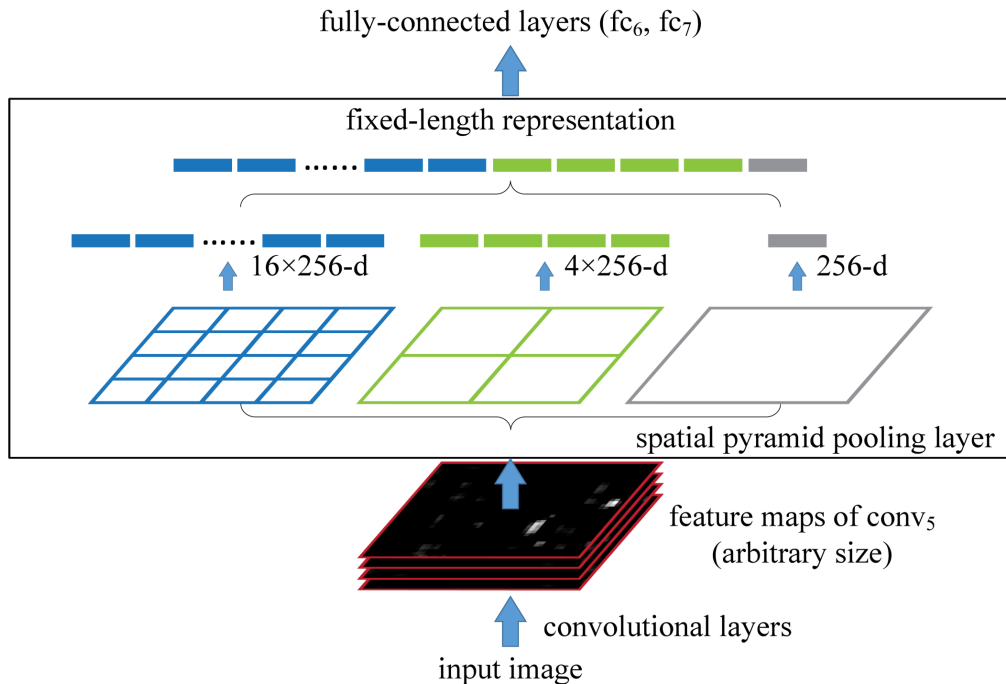 fully-connected layers (fc₆, fc₇)
fixed-length representation
......
......
16×256-d
4×256-d
256-d
spatial pyramid pooling layer
feature maps of conv₅
(arbitrary size)
convolutional layers
input image